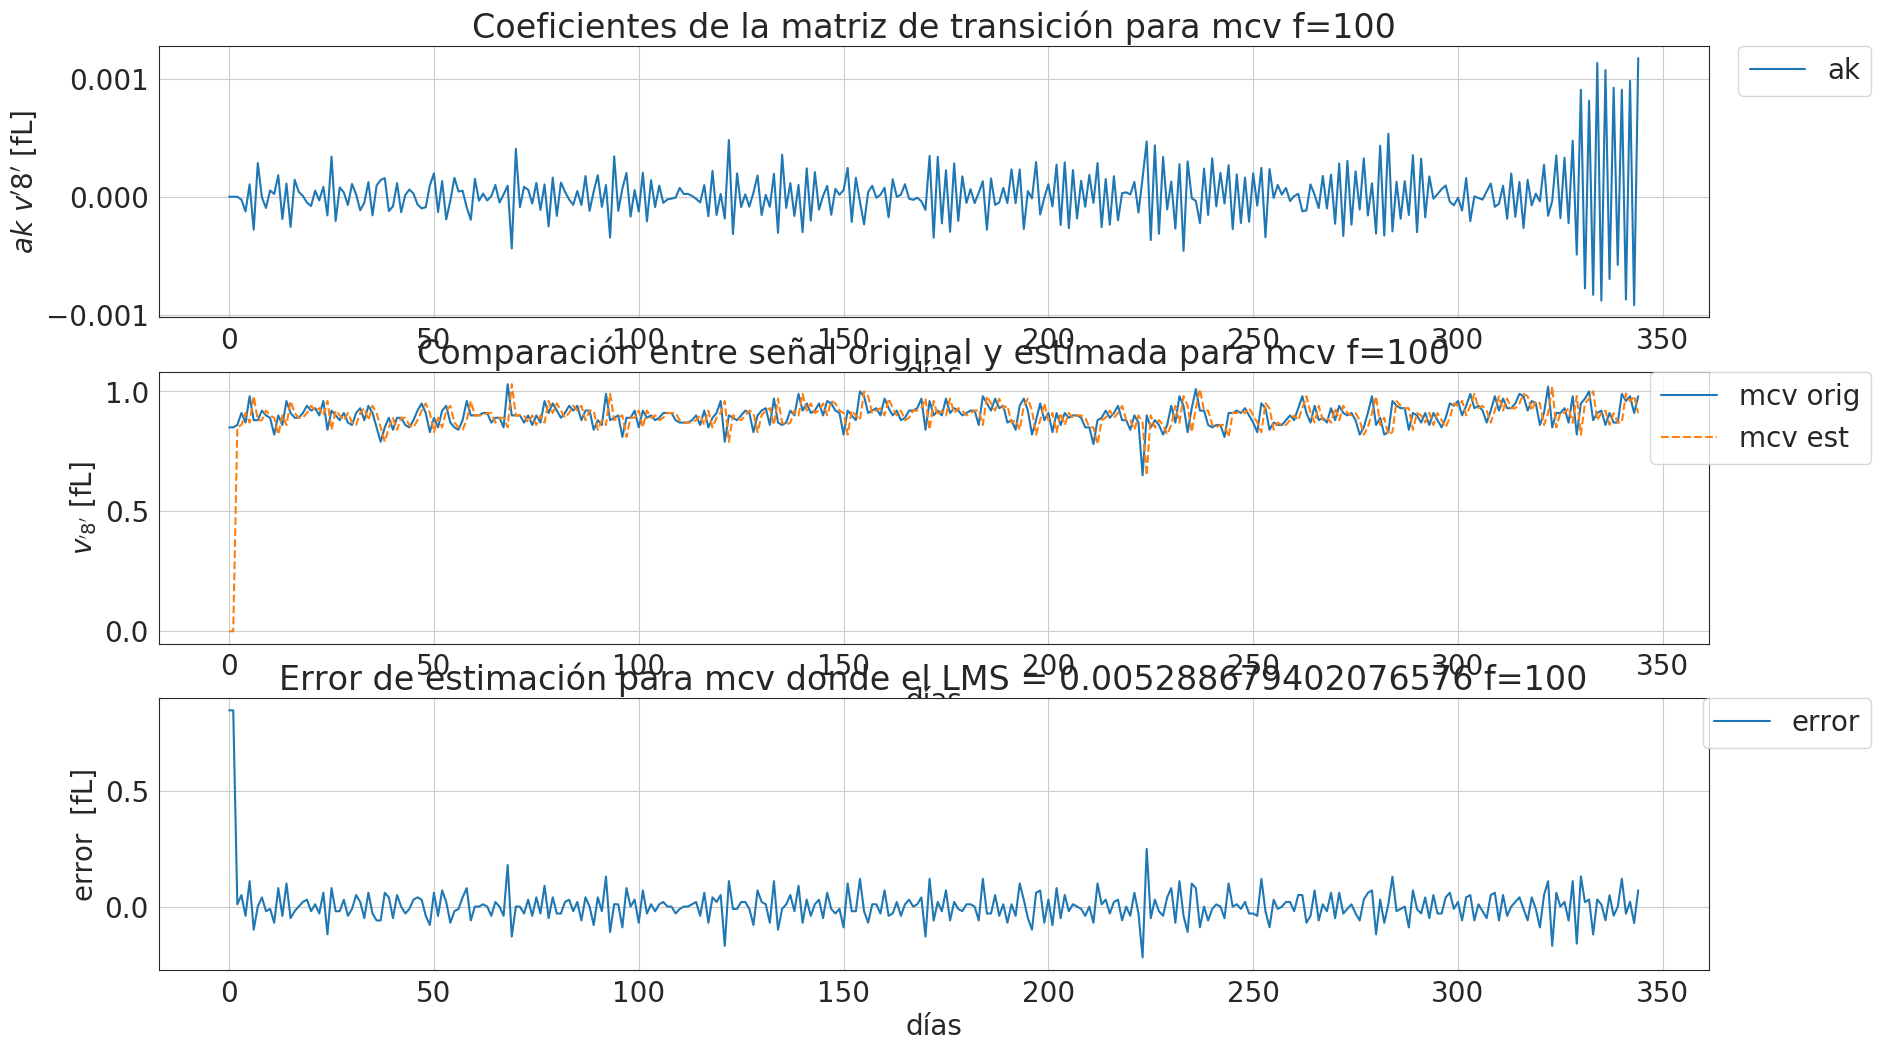 Coeficientes de la matriz de transición para mcv f=100
ak
ak v'8' [fL]
0.001
0.000
−0.001
0 50 100 150 200 250 300 350
días
Comparación entre señal original y estimada para mcv f=100
mcv orig
mcv est
v'8' [fL]
1.0
0.5
0.0
0 50 100 150 200 250 300 350
días
Error de estimación para mcv donde el LMS = 0.005288679402076576 f=100
error
error [fL]
0.5
0.0
0 50 100 150 200 250 300 350
días